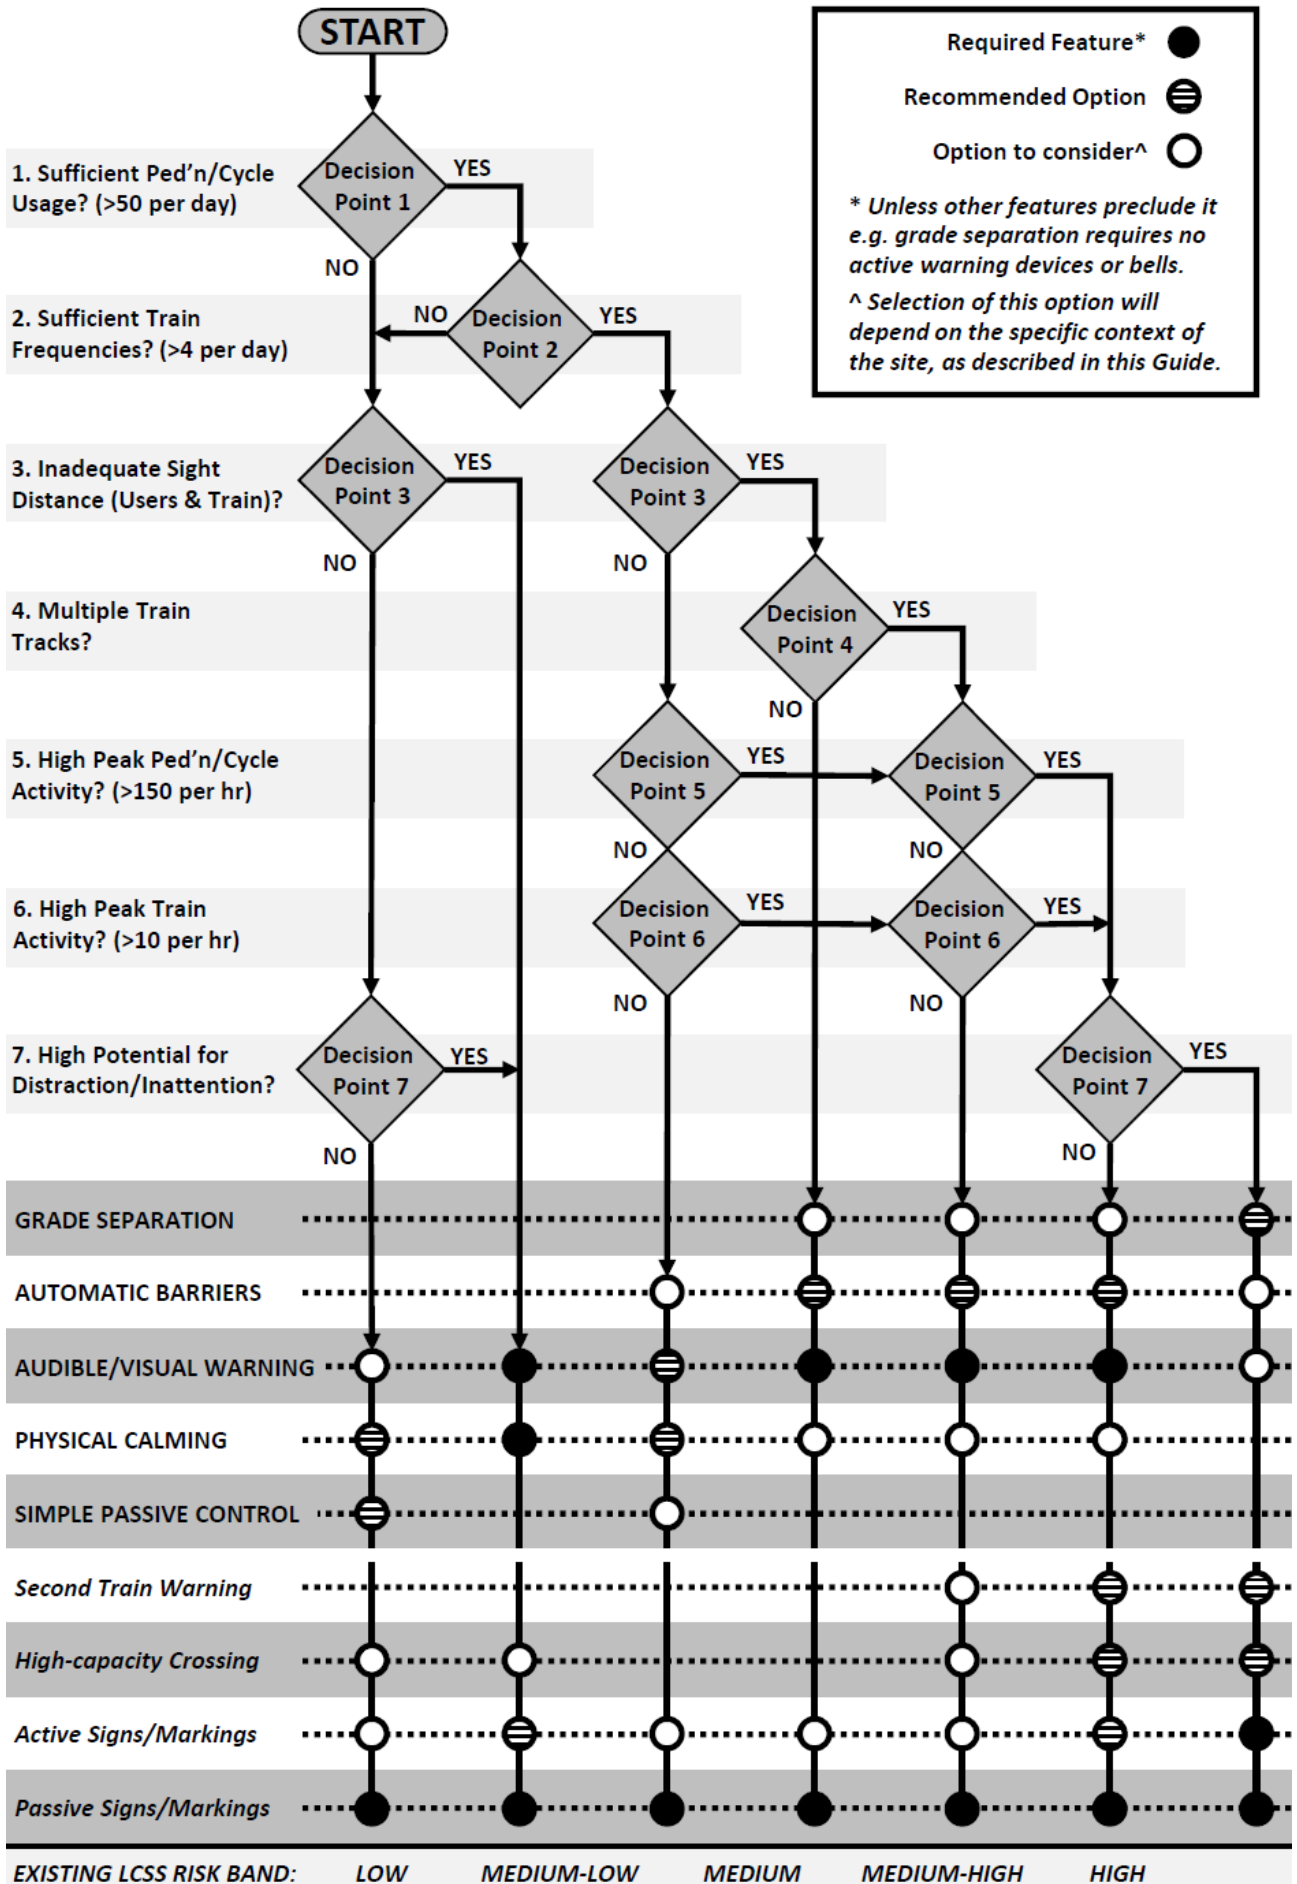 START
Required Feature*
Recommended Option
Option to consider^
* Unless other features preclude it
e.g. grade separation requires no
active warning devices or bells.
^ Selection of this option will
depend on the specific context of
the site, as described in this Guide.
1. Sufficient Ped'n/Cycle
Usage? (>50 per day)
Decision
Point 1
YES
NO
2. Sufficient Train
Frequencies? (>4 per day)
NO
Decision
Point 2
YES
3. Inadequate Sight
Distance (Users & Train)?
Decision
Point 3
YES
NO
Decision
Point 3
YES
NO
4. Multiple Train
Tracks?
Decision
Point 4
YES
NO
5. High Peak Ped'n/Cycle
Activity? (>150 per hr)
Decision
Point 5
YES
NO
Decision
Point 5
YES
NO
6. High Peak Train
Activity? (>10 per hr)
Decision
Point 6
YES
NO
Decision
Point 6
YES
NO
7. High Potential for
Distraction/Inattention?
Decision
Point 7
YES
NO
Decision
Point 7
YES
NO
GRADE SEPARATION
AUTOMATIC BARRIERS
AUDIBLE/VISUAL WARNING
PHYSICAL CALMING
SIMPLE PASSIVE CONTROL
Second Train Warning
High-capacity Crossing
Active Signs/Markings
Passive Signs/Markings
EXISTING LCSS RISK BAND: LOW MEDIUM-LOW MEDIUM MEDIUM-HIGH HIGH